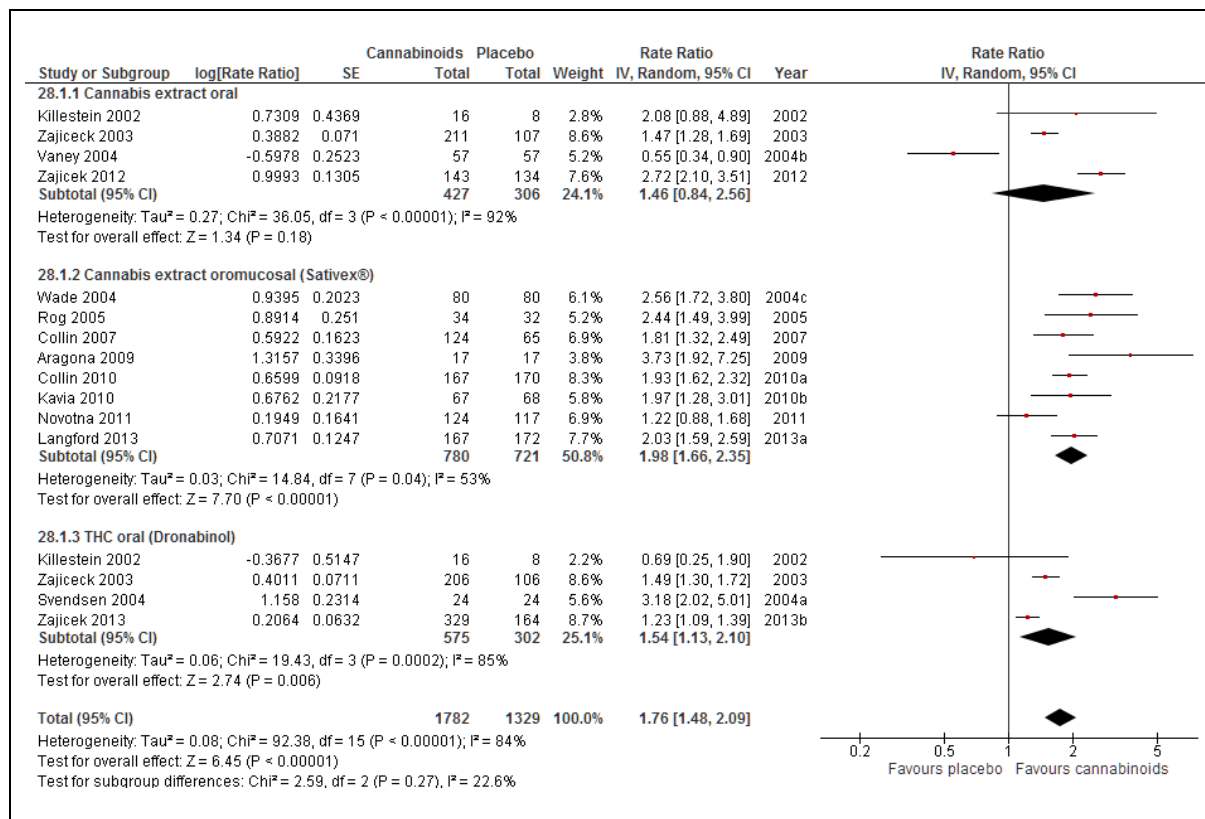 Cannabinoids Placebo Rate Ratio Rate Ratio
Study or Subgroup log[Rate Ratio] SE Total Total Weight IV, Random, 95% CI Year IV, Random, 95% CI
28.1.1 Cannabis extract oral
Killestein 2002 0.7309 0.4369 16 8 2.8% 2.08 [0.88, 4.89] 2002
Zajiceck 2003 0.3882 0.071 211 107 8.6% 1.47 [1.28, 1.69] 2003
Vaney 2004 -0.5978 0.2523 57 57 5.2% 0.55 [0.34, 0.90] 2004b
Zajicek 2012 0.9993 0.1305 143 134 7.6% 2.72 [2.10, 3.51] 2012
Subtotal (95% CI) 427 306 24.1% 1.46 [0.84, 2.56]
Heterogeneity: Tau² = 0.27; Chi² = 36.05, df = 3 (P < 0.00001); I² = 92%
Test for overall effect: Z = 1.34 (P = 0.18)
28.1.2 Cannabis extract oromucosal (Sativex®)
Wade 2004 0.9395 0.2023 80 80 6.1% 2.56 [1.72, 3.80] 2004c
Rog 2005 0.8914 0.251 34 32 5.2% 2.44 [1.49, 3.99] 2005
Collin 2007 0.5922 0.1623 124 65 6.9% 1.81 [1.32, 2.49] 2007
Aragona 2009 1.3157 0.3396 17 17 3.8% 3.73 [1.92, 7.25] 2009
Collin 2010 0.6599 0.0918 167 170 8.3% 1.93 [1.62, 2.32] 2010a
Kavia 2010 0.6762 0.2177 67 68 5.8% 1.97 [1.28, 3.01] 2010b
Novotna 2011 0.1949 0.1641 124 117 6.9% 1.22 [0.88, 1.68] 2011
Langford 2013 0.7071 0.1247 167 172 7.7% 2.03 [1.59, 2.59] 2013a
Subtotal (95% CI) 780 721 50.8% 1.98 [1.66, 2.35]
Heterogeneity: Tau² = 0.03; Chi² = 14.84, df = 7 (P = 0.04); I² = 53%
Test for overall effect: Z = 7.70 (P < 0.00001)
28.1.3 THC oral (Dronabinol)
Killestein 2002 -0.3677 0.5147 16 8 2.2% 0.69 [0.25, 1.90] 2002
Zajiceck 2003 0.4011 0.0711 206 106 8.6% 1.49 [1.30, 1.72] 2003
Svendsen 2004 1.158 0.2314 24 24 5.6% 3.18 [2.02, 5.01] 2004a
Zajicek 2013 0.2064 0.0632 329 164 8.7% 1.23 [1.09, 1.39] 2013b
Subtotal (95% CI) 575 302 25.1% 1.54 [1.13, 2.10]
Heterogeneity: Tau² = 0.06; Chi² = 19.43, df = 3 (P = 0.0002); I² = 85%
Test for overall effect: Z = 2.74 (P = 0.006)
Total (95% CI) 1782 1329 100.0% 1.76 [1.48, 2.09]
Heterogeneity: Tau² = 0.08; Chi² = 92.38, df = 15 (P < 0.00001); I² = 84%
Test for overall effect: Z = 6.45 (P < 0.00001)
Test for subgroup differences: Chi² = 2.59, df = 2 (P = 0.27), I² = 22.6%
0.2 0.5 1 2 5
Favours placebo Favours cannabinoids